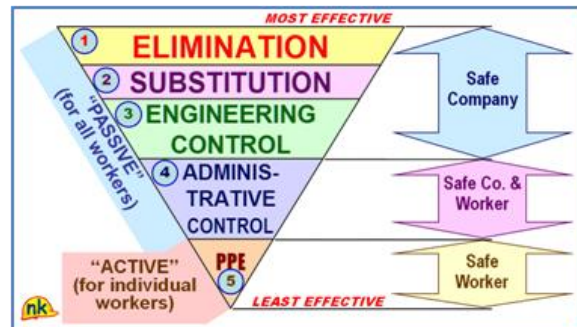 MOST EFFECTIVE
1 ELIMINATION
2 SUBSTITUTION
3 ENGINEERING
CONTROL
4 ADMINIS-
TRATIVE
CONTROL
PPE
5
LEAST EFFECTIVE
"PASSIVE"
(for all workers)
"ACTIVE"
(for individual
workers)
Safe
Company
Safe Co. &
Worker
Safe
Worker
nk